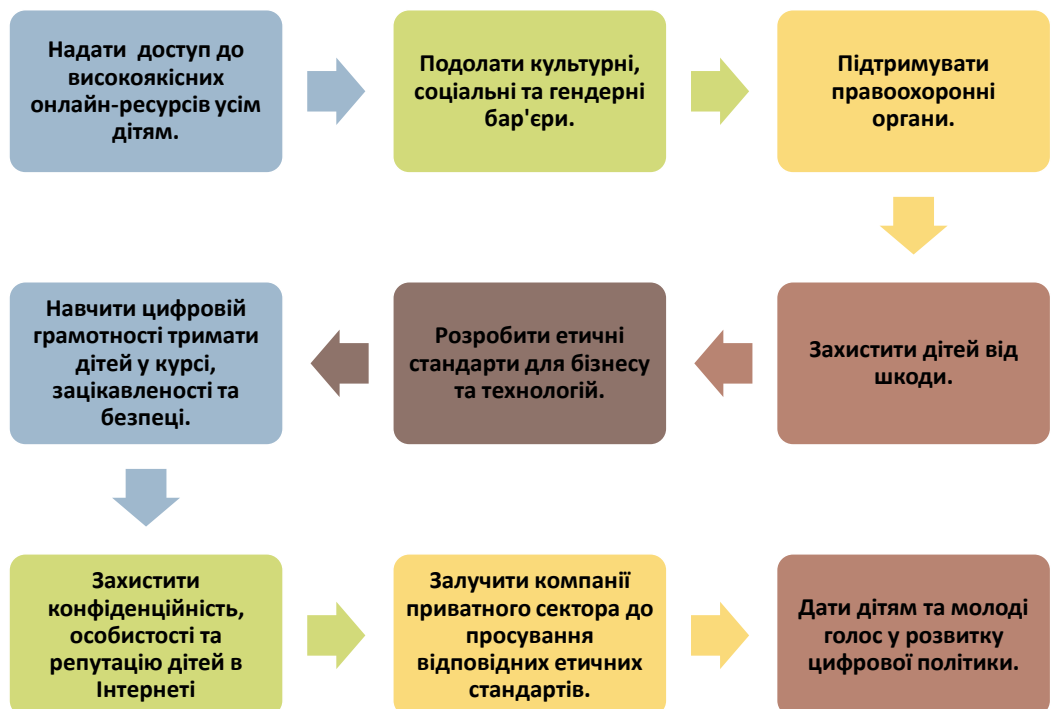 Надати доступ до
високоякісних
онлайн-ресурсів усім
дітям.
Подолати культурні,
соціальні та гендерні
бар'єри.
Підтримувати
правоохоронні
органи.
Захистити дітей від
шкоди.
Розробити етичні
стандарти для бізнесу
та технологій.
Навчити цифровій
грамотності тримати
дітей у курсі,
зацікавленості та
безпеці.
Захистити
конфіденційність,
особистості та
репутацію дітей в
Інтернеті
Залучити компанії
приватного сектора до
просування
відповідних етичних
стандартів.
Дати дітям та молоді
голос у розвитку
цифрової політики.